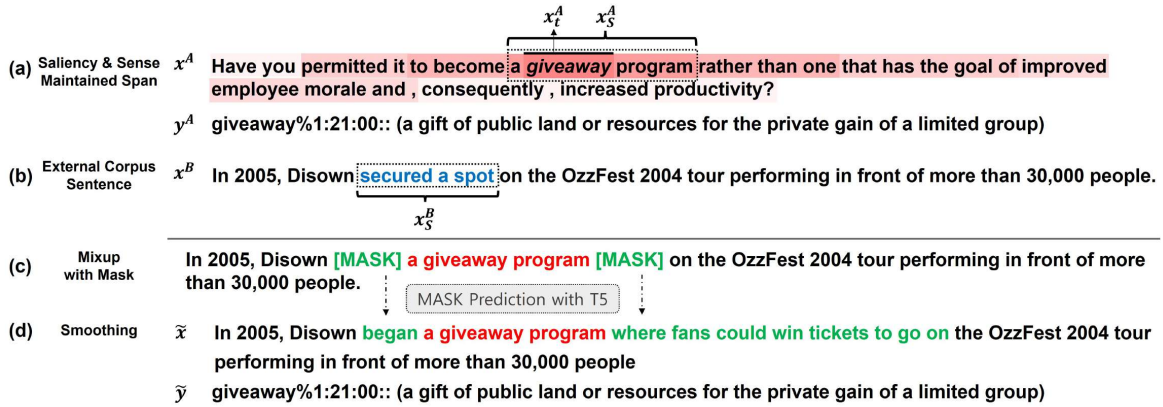 x_t^A x_S^A
(a) Saliency & Sense Maintained Span x^A Have you permitted it to become a giveaway program rather than one that has the goal of improved
employee morale and , consequently , increased productivity?
y^A giveaway%1:21:00:: (a gift of public land or resources for the private gain of a limited group)
(b) External Corpus Sentence x^B In 2005, Disown secured a spot on the OzzFest 2004 tour performing in front of more than 30,000 people.
x_S^B
(c) Mixup with Mask In 2005, Disown [MASK] a giveaway program [MASK] on the OzzFest 2004 tour performing in front of more
than 30,000 people.
MASK Prediction with T5
(d) Smoothing x̃ In 2005, Disown began a giveaway program where fans could win tickets to go on the OzzFest 2004 tour
performing in front of more than 30,000 people
ỹ giveaway%1:21:00:: (a gift of public land or resources for the private gain of a limited group)